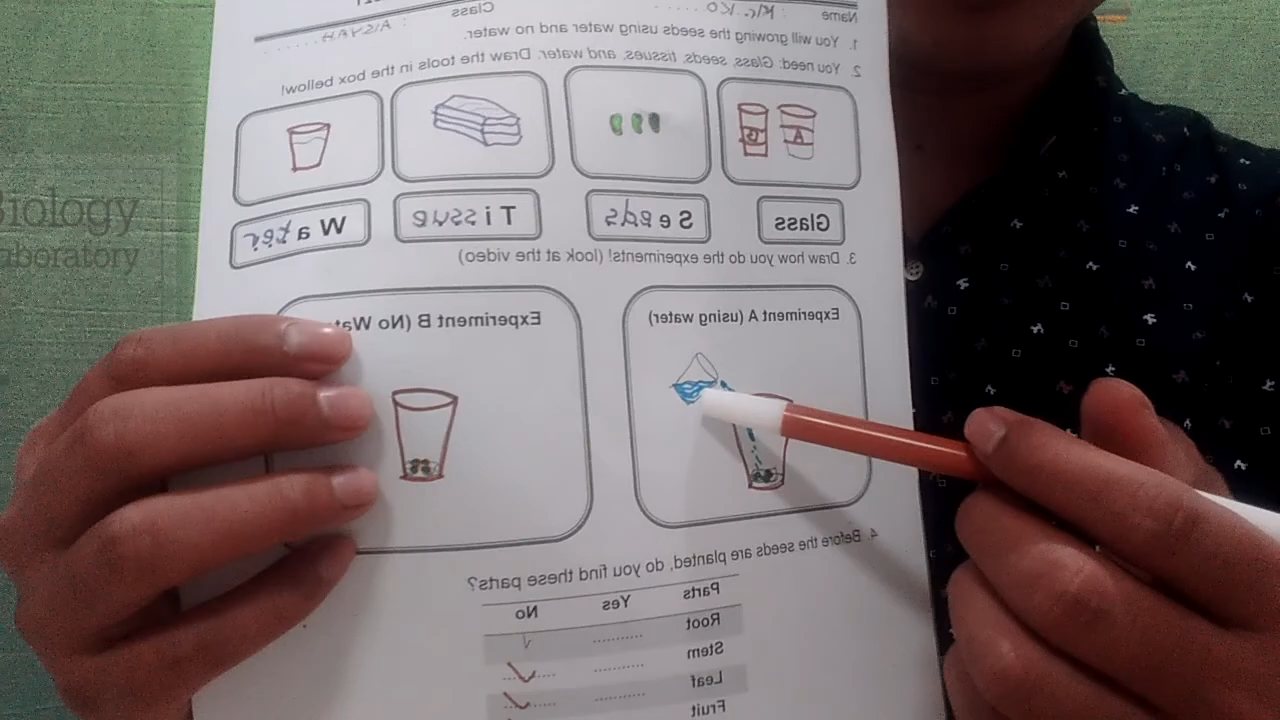 Name : Mr. Ko
Class : AISYAH
1. You will growing the seeds using water and no water.
2. You need: Glass, seeds, tissues, and water. Draw the tools in the box bellow!
A B
Glass Seeds Tissue Water
3. Draw how you do the experiments! (look at the video)
Experiment A (using water) Experiment B (No
4. Before the seeds are planted, do you find these parts?
Parts Yes No
Root
Stem
Leaf
Fruit
Biology